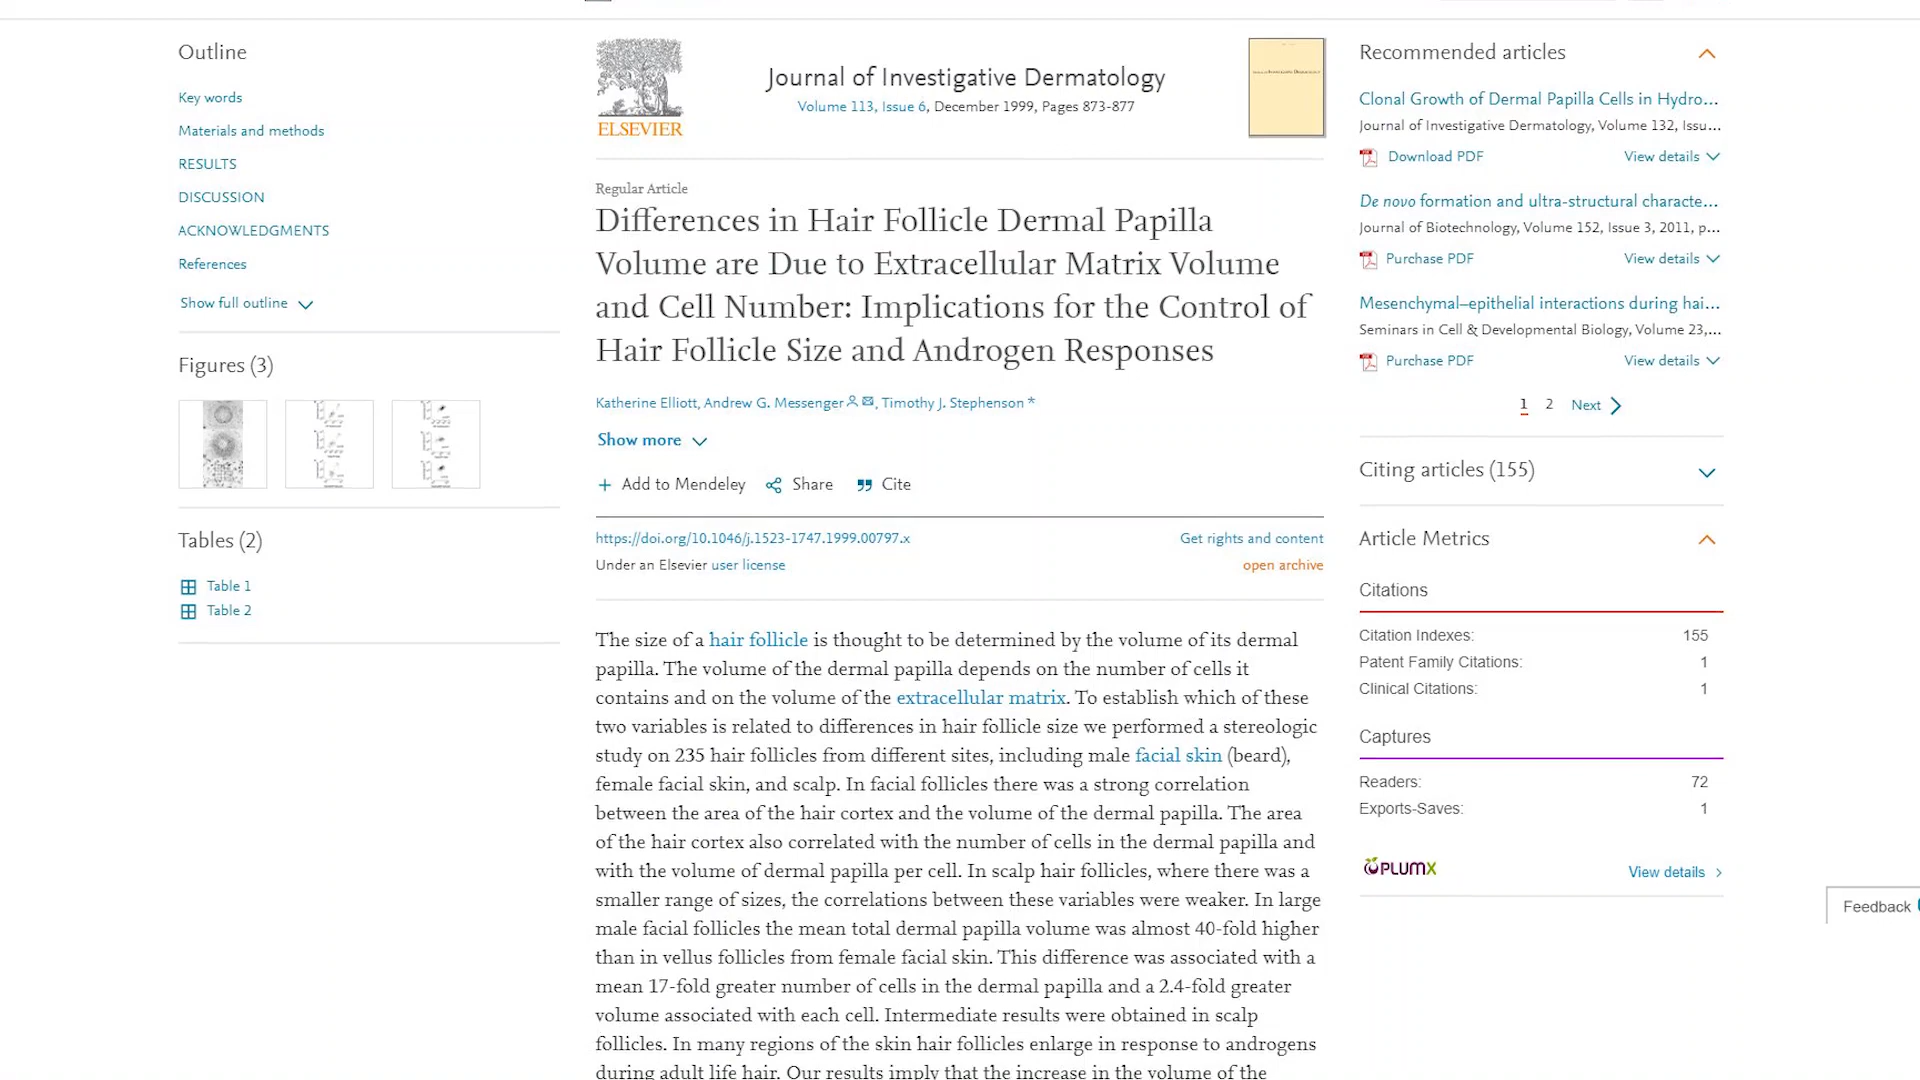 Outline
Key words
Materials and methods
RESULTS
DISCUSSION
ACKNOWLEDGMENTS
References
Show full outline
Figures (3)
Tables (2)
Table 1
Table 2
ELSEVIER
Journal of Investigative Dermatology
Volume 113, Issue 6, December 1999, Pages 873-877
Regular Article
Differences in Hair Follicle Dermal Papilla
Volume are Due to Extracellular Matrix Volume
and Cell Number: Implications for the Control of
Hair Follicle Size and Androgen Responses
Katherine Elliott, Andrew G. Messenger, Timothy J. Stephenson *
Show more
+ Add to Mendeley
Share
Cite
https://doi.org/10.1046/j.1523-1747.1999.00797.x
Get rights and content
Under an Elsevier user license
open archive
The size of a hair follicle is thought to be determined by the volume of its dermal
papilla. The volume of the dermal papilla depends on the number of cells it
contains and on the volume of the extracellular matrix. To establish which of these
two variables is related to differences in hair follicle size we performed a stereologic
study on 235 hair follicles from different sites, including male facial skin (beard),
female facial skin, and scalp. In facial follicles there was a strong correlation
between the area of the hair cortex and the volume of the dermal papilla. The area
of the hair cortex also correlated with the number of cells in the dermal papilla and
with the volume of dermal papilla per cell. In scalp hair follicles, where there was a
smaller range of sizes, the correlations between these variables were weaker. In large
male facial follicles the mean total dermal papilla volume was almost 40-fold higher
than in vellus follicles from female facial skin. This difference was associated with a
mean 17-fold greater number of cells in the dermal papilla and a 2.4-fold greater
volume associated with each cell. Intermediate results were obtained in scalp
follicles. In many regions of the skin hair follicles enlarge in response to androgens
during adult life hair. Our results imply that the increase in the volume of the
Recommended articles
Clonal Growth of Dermal Papilla Cells in Hydro...
Journal of Investigative Dermatology, Volume 132, Issu...
Download PDF
View details
De novo formation and ultra-structural characte...
Journal of Biotechnology, Volume 152, Issue 3, 2011, p...
Purchase PDF
View details
Mesenchymal–epithelial interactions during hai...
Seminars in Cell & Developmental Biology, Volume 23,...
Purchase PDF
View details
1 2 Next
Citing articles (155)
Article Metrics
Citations
Citation Indexes: 155
Patent Family Citations: 1
Clinical Citations: 1
Captures
Readers: 72
Exports-Saves: 1
PLUMX
View details
Feedback